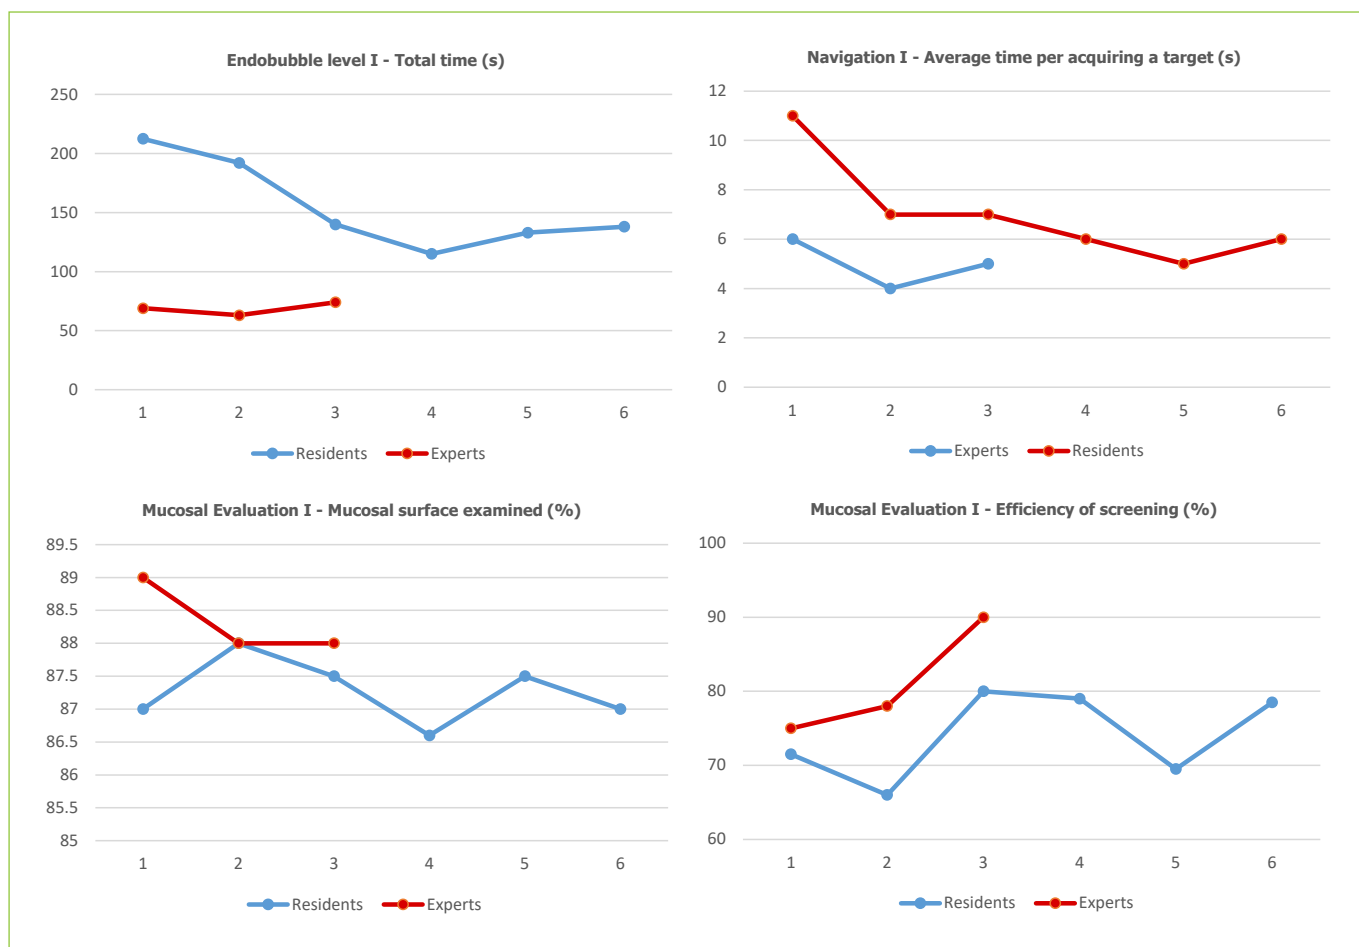 Endobubble level I - Total time (s)
250
200
150
100
50
0
1 2 3 4 5 6
Residents Experts
Navigation I - Average time per acquiring a target (s)
12
10
8
6
4
2
0
1 2 3 4 5 6
Experts Residents
Mucosal Evaluation I - Mucosal surface examined (%)
89.5
89
88.5
88
87.5
87
86.5
86
85.5
85
1 2 3 4 5 6
Residents Experts
Mucosal Evaluation I - Efficiency of screening (%)
100
90
80
70
60
1 2 3 4 5 6
Residents Experts